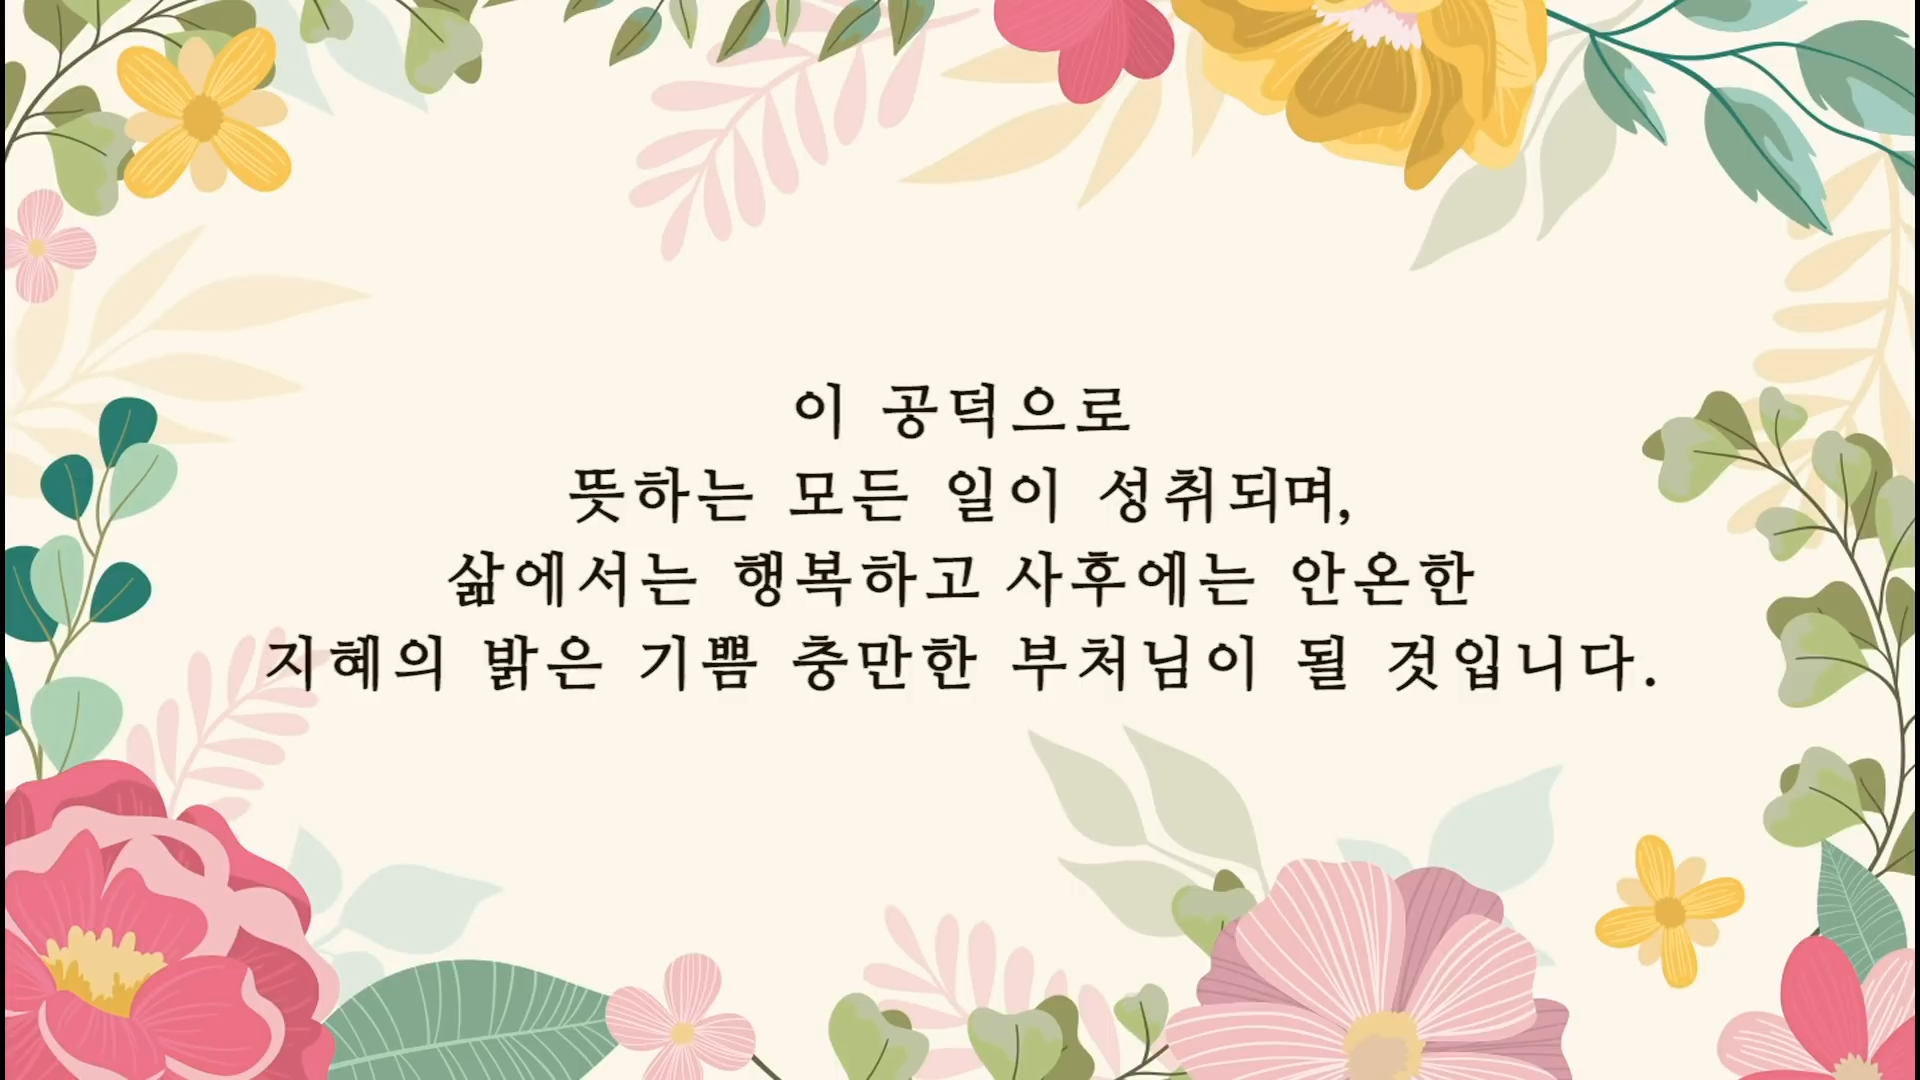 이 공덕으로
뜻하는 모든 일이 성취되며,
삶에서는 행복하고 사후에는 안온한
지혜의 밝은 기쁨 충만한 부처님이 될 것입니다.